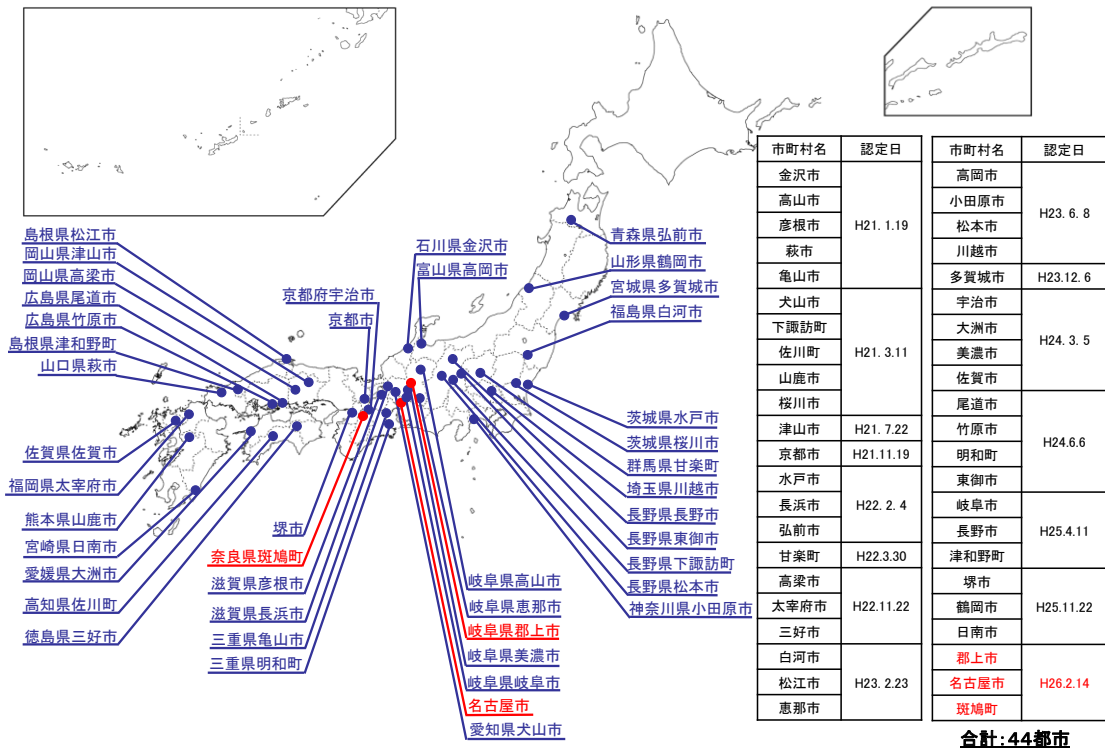 島根県松江市
岡山県津山市
岡山県高梁市
広島県尾道市
広島県竹原市
島根県津和野町
山口県萩市
京都府宇治市
京都市
石川県金沢市
富山県高岡市
青森県弘前市
山形県鶴岡市
宮城県多賀城市
福島県白河市
佐賀県佐賀市
福岡県太宰府市
熊本県山鹿市
宮崎県日南市
愛媛県大洲市
高知県佐川町
徳島県三好市
堺市
奈良県斑鳩町
滋賀県彦根市
滋賀県長浜市
三重県亀山市
三重県明和町
岐阜県高山市
岐阜県恵那市
岐阜県郡上市
岐阜県美濃市
岐阜県岐阜市
名古屋市
愛知県犬山市
茨城県水戸市
茨城県桜川市
群馬県甘楽町
埼玉県川越市
長野県長野市
長野県東御市
長野県下諏訪町
長野県松本市
神奈川県小田原市
市町村名 認定日
金沢市
高山市
彦根市 H21.1.19
萩市
亀山市
犬山市
下諏訪町
佐川町 H21.3.11
山鹿市
桜川市
津山市 H21.7.22
京都市 H21.11.19
水戸市
長浜市 H22.2.4
弘前市
甘楽町 H22.3.30
高梁市
太宰府市 H22.11.22
三好市
白河市
松江市 H23.2.23
恵那市
市町村名 認定日
高岡市
小田原市 H23.6.8
松本市
川越市
多賀城市 H23.12.6
宇治市
大洲市 H24.3.5
美濃市
佐賀市
尾道市
竹原市 H24.6.6
明和町
東御市
岐阜市
長野市 H25.4.11
津和野町
堺市
鶴岡市 H25.11.22
日南市
郡上市
名古屋市 H26.2.14
斑鳩町
合計:44都市